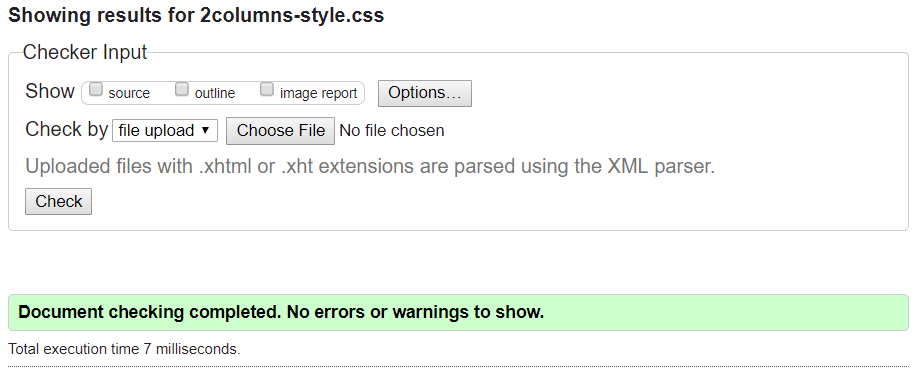 Showing results for 2columns-style.css
Checker Input
Show source outline image report Options…
Check by file upload Choose File No file chosen
Uploaded files with .xhtml or .xht extensions are parsed using the XML parser.
Check
Document checking completed. No errors or warnings to show.
Total execution time 7 milliseconds.